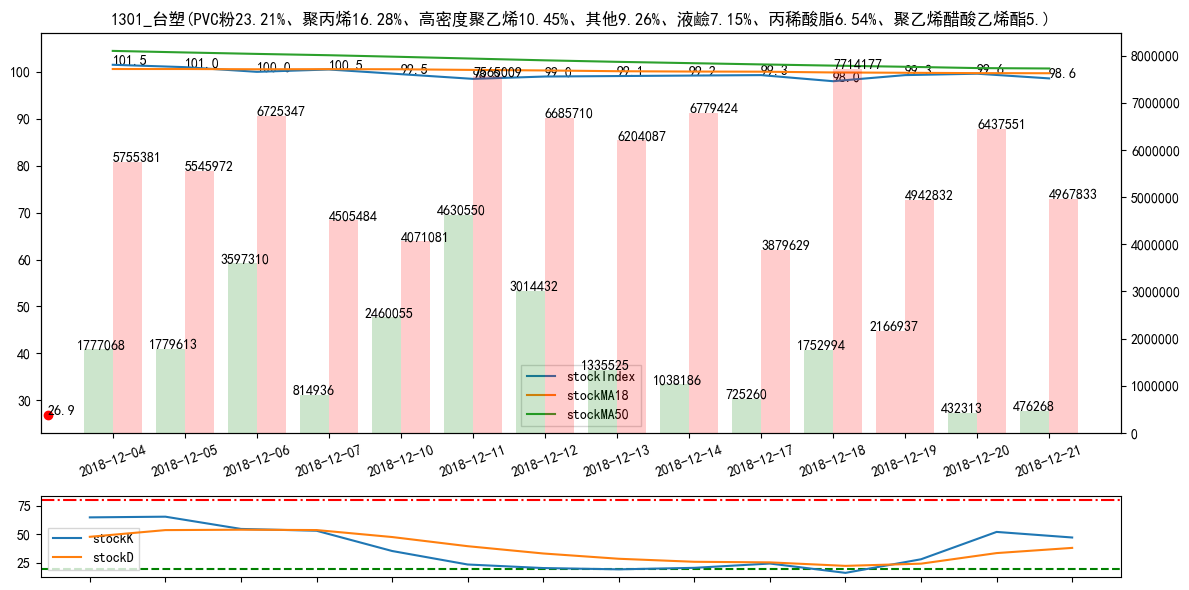 1301_台塑(PVC粉23.21%、聚丙烯16.28%、高密度聚乙烯10.45%、其他9.26%、液鹼7.15%、丙稀酸脂6.54%、聚乙烯醋酸乙烯酯5.)
100
90
80
70
60
50
40
30
8000000
7000000
6000000
5000000
4000000
3000000
2000000
1000000
0
101.5 101.0 100.0 100.5 99.5 98.5 99.0 99.1 99.2 99.3 98.0 99.3 99.6 98.6
1777068 1779613 3597310 814936 2460055 4630550 3014432 1335525 1038186 725260 1752994 2166937 432313 476268
5755381 5545972 6725347 4505484 4071081 7565009 6685710 6204087 6779424 3879629 7714177 4942832 6437551 4967833
26.9
stockIndex
stockMA18
stockMA50
2018-12-04 2018-12-05 2018-12-06 2018-12-07 2018-12-10 2018-12-11 2018-12-12 2018-12-13 2018-12-14 2018-12-17 2018-12-18 2018-12-19 2018-12-20 2018-12-21
75
50
25
stockK
stockD